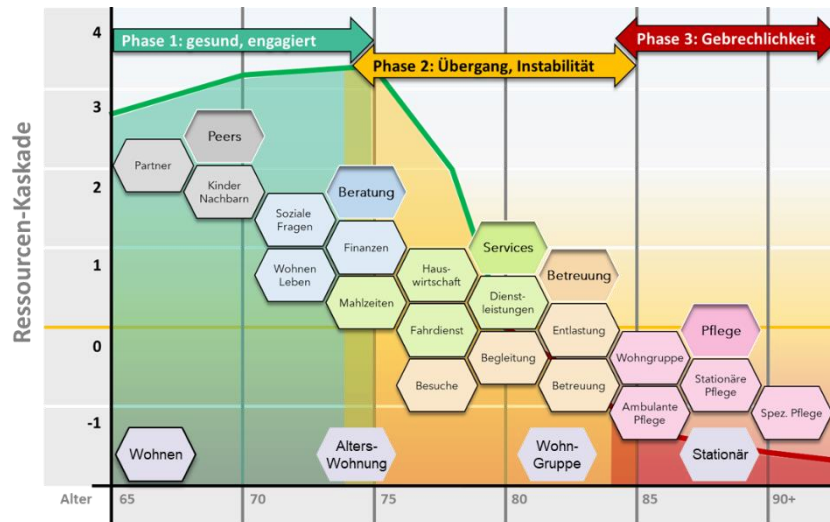 4
Phase 1: gesund, engagiert
Phase 3: Gebrechlichkeit
Phase 2: Übergang, Instabilität
3
Ressourcen-Kaskade
Peers
Partner
Kinder
Nachbarn
2
Beratung
Soziale
Fragen
Finanzen
Services
1
Wohnen
Leben
Haus-
wirtschaft
Betreuung
Mahlzeiten
Dienst-
leistungen
Fahrdienst
Entlastung
Pflege
0
Begleitung
Wohngruppe
Besuche
Betreuung
Stationäre
Pflege
-1
Ambulante
Pflege
Spez. Pflege
Wohnen
Alters-
Wohnung
Wohn-
Gruppe
Stationär
Alter
65
70
75
80
85
90+